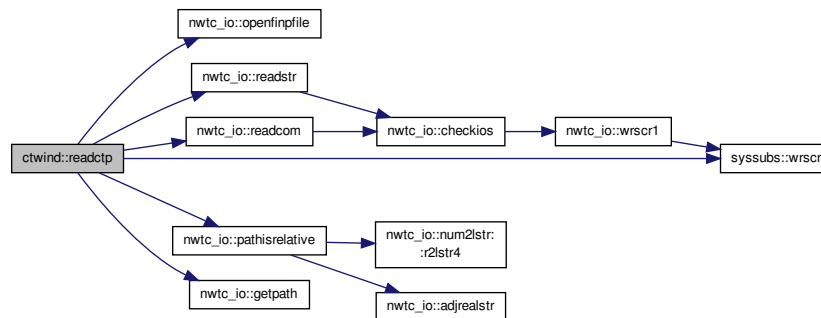 nwtc_io::openfinpfile
nwtc_io::readstr
nwtc_io::readcom
nwtc_io::checkios
nwtc_io::wrscr1
ctwind::readctp
syssubs::wrscr
nwtc_io::pathisrelative
nwtc_io::num2lstr:
:r2lstr4
nwtc_io::getpath
nwtc_io::adjrealstr